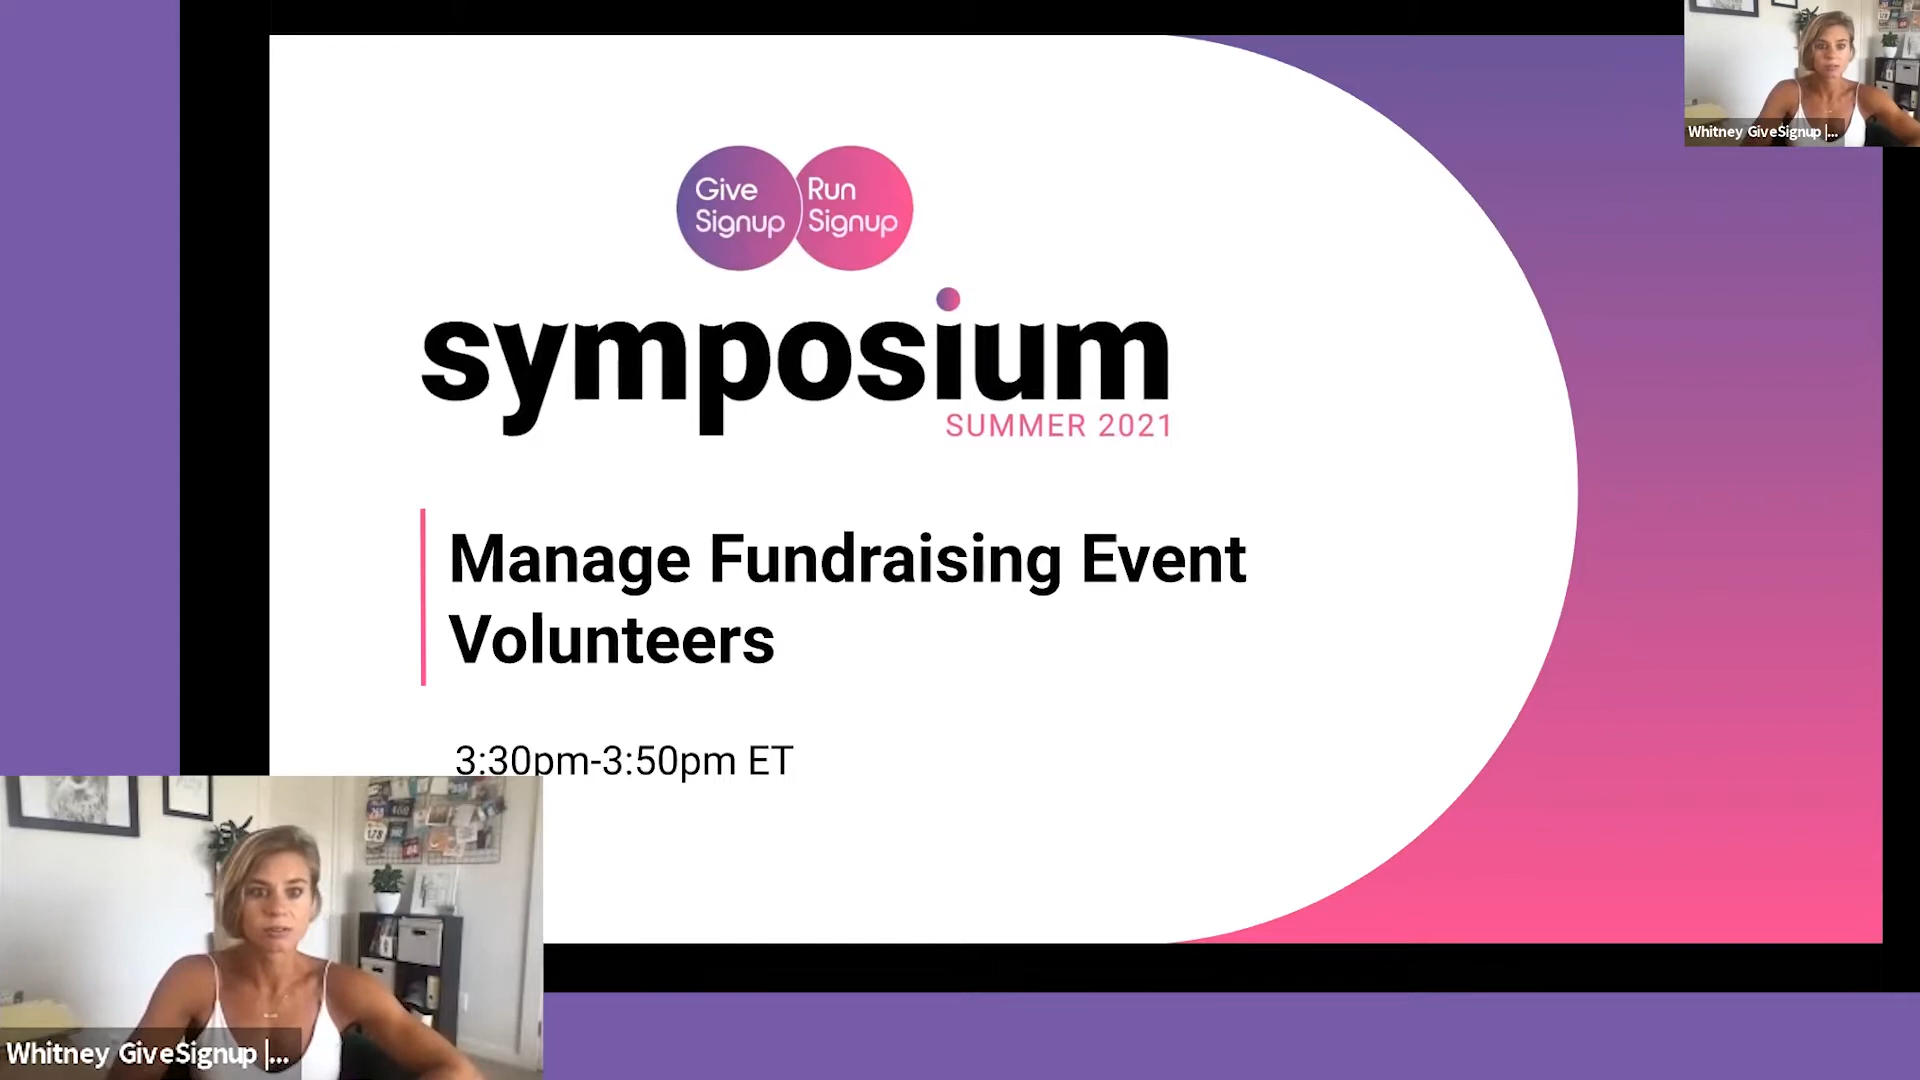 Give
Signup
Run
Signup
symposium
SUMMER 2021
Manage Fundraising Event
Volunteers
3:30pm-3:50pm ET
Whitney GiveSignup |...
Whitney GiveSignup |...